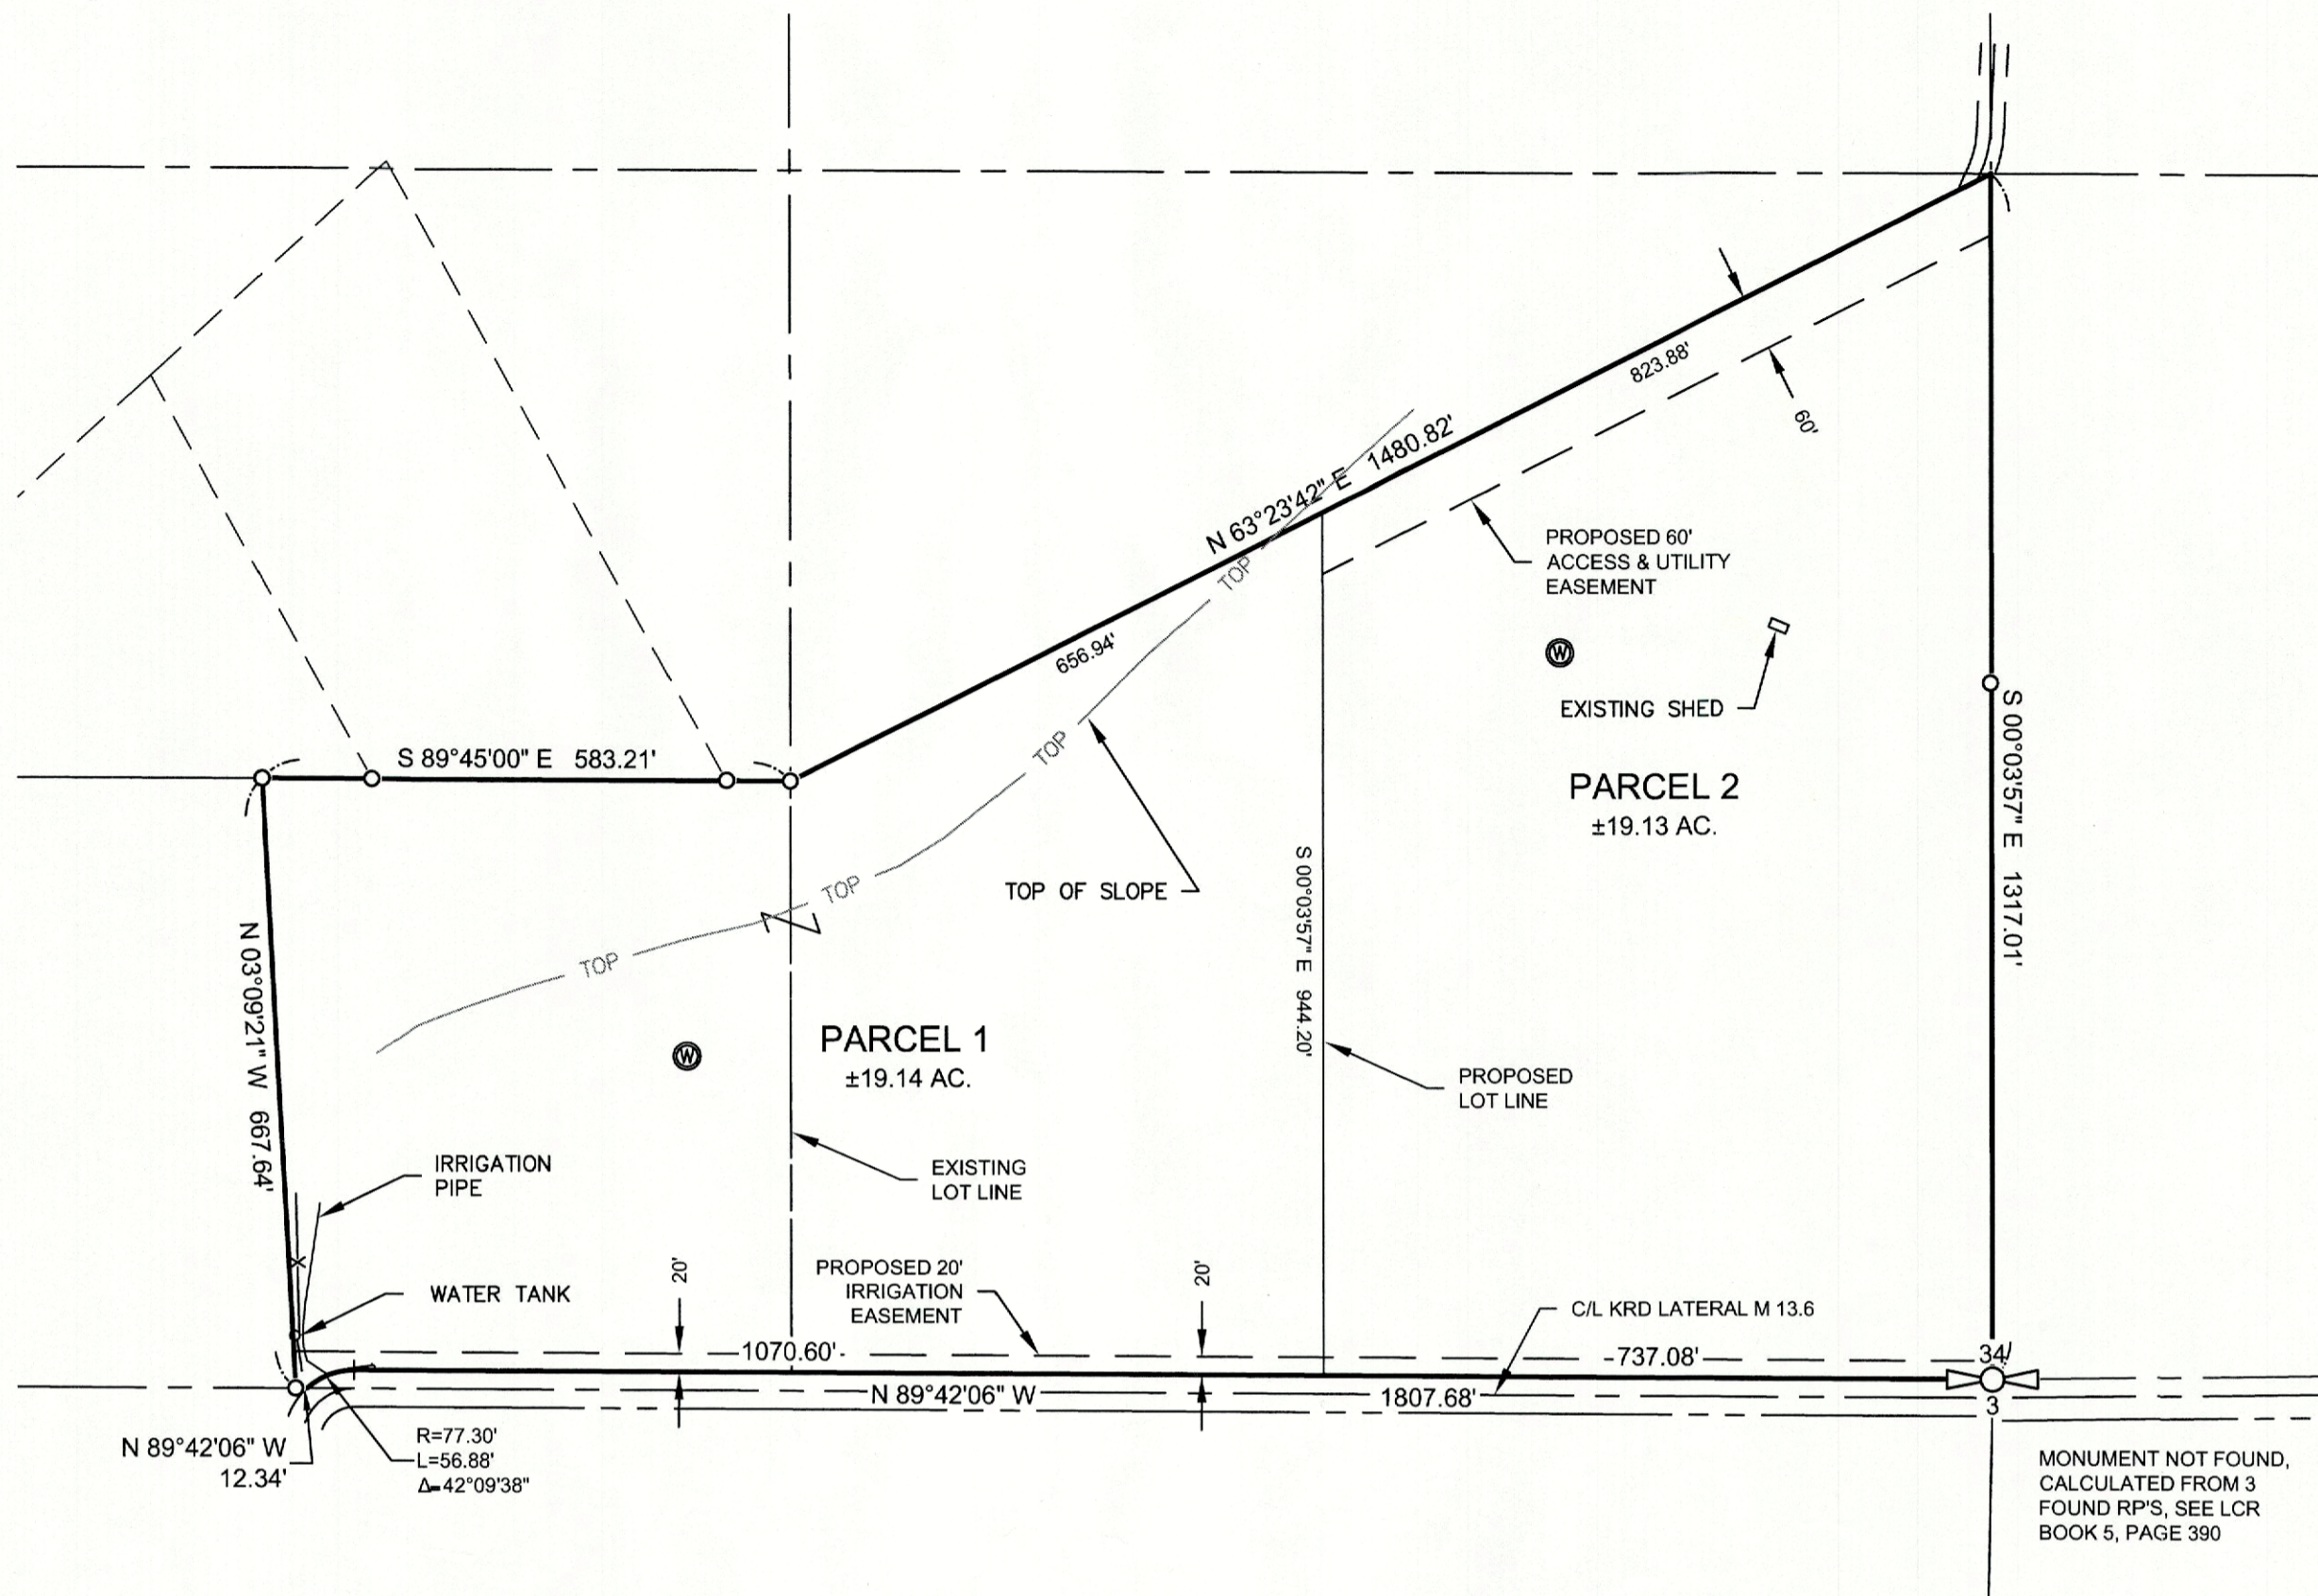 823.88'
60'
N 63°23'42" E 1480.82'
PROPOSED 60'
ACCESS & UTILITY
EASEMENT
TOP
656.94'
W
EXISTING SHED
S 00°03'57" E 1317.01'
S 89°45'00" E 583.21'
TOP
PARCEL 2
±19.13 AC.
TOP
TOP OF SLOPE
S 00°03'57" E 944.20'
TOP
N 03°09'21" W 667.64'
PARCEL 1
±19.14 AC.
W
PROPOSED
LOT LINE
IRRIGATION
PIPE
EXISTING
LOT LINE
X
WATER TANK
20'
PROPOSED 20'
IRRIGATION
EASEMENT
20'
C/L KRD LATERAL M 13.6
1070.60'
737.08'
34
N 89°42'06" W 1807.68'
3
N 89°42'06" W
12.34'
R=77.30'
L=56.88'
Δ=42°09'38"
MONUMENT NOT FOUND,
CALCULATED FROM 3
FOUND RP'S, SEE LCR
BOOK 5, PAGE 390